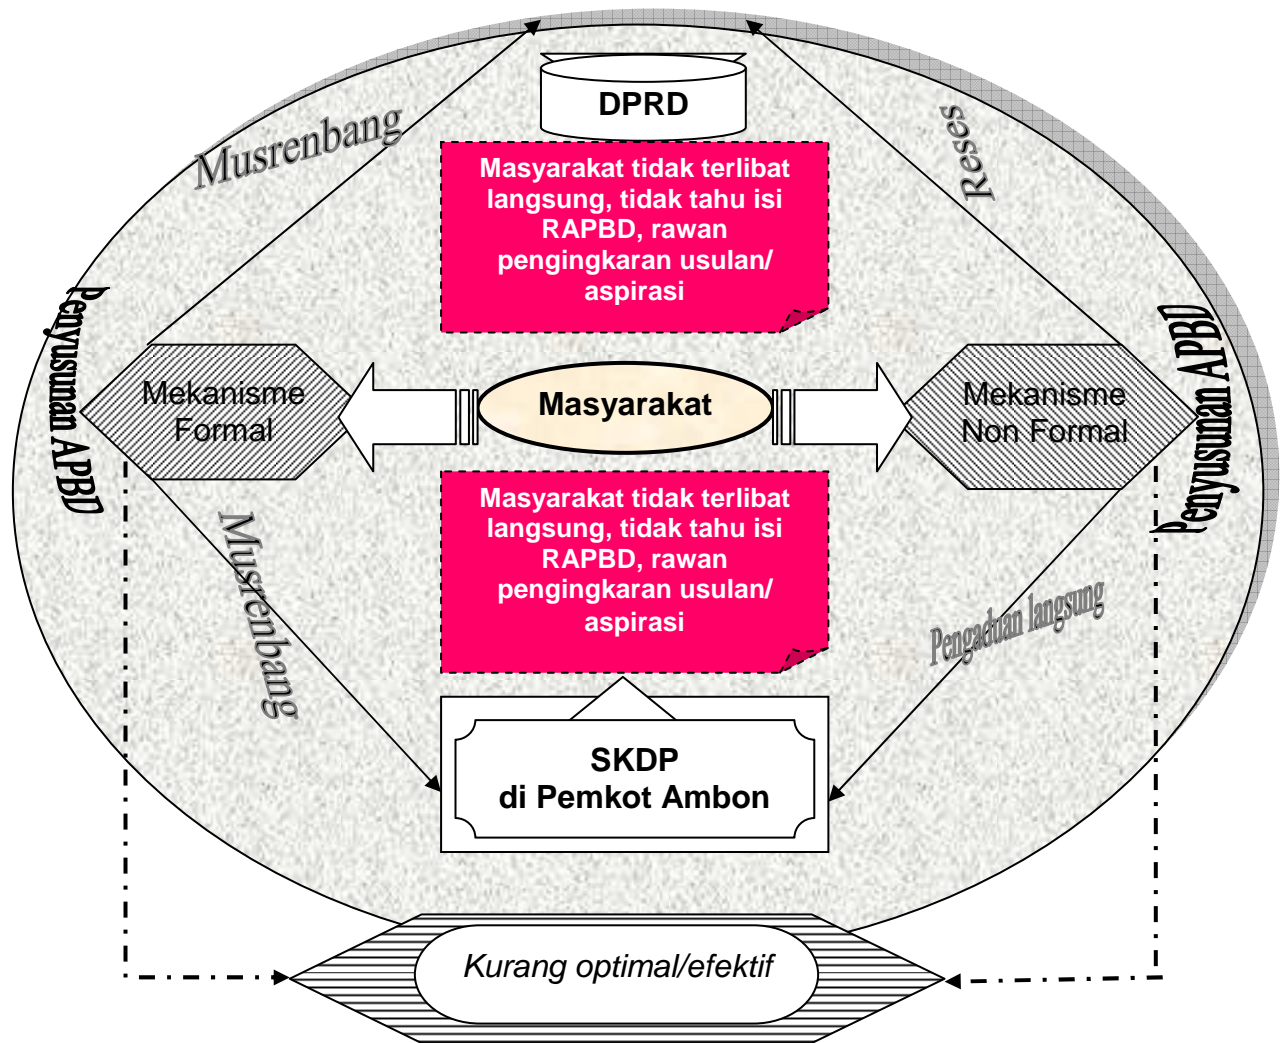 DPRD
Musrenbang
Reses
Masyarakat tidak terlibat
langsung, tidak tahu isi
RAPBD, rawan
pengingkaran usulan/
aspirasi
Penyusunan APBD
Mekanisme
Formal
Masyarakat
Mekanisme
Non Formal
Penyusunan APBD
Masyarakat tidak terlibat
langsung, tidak tahu isi
RAPBD, rawan
pengingkaran usulan/
aspirasi
Musrenbang
Pengaduan langsung
SKDP
di Pemkot Ambon
Kurang optimal/efektif